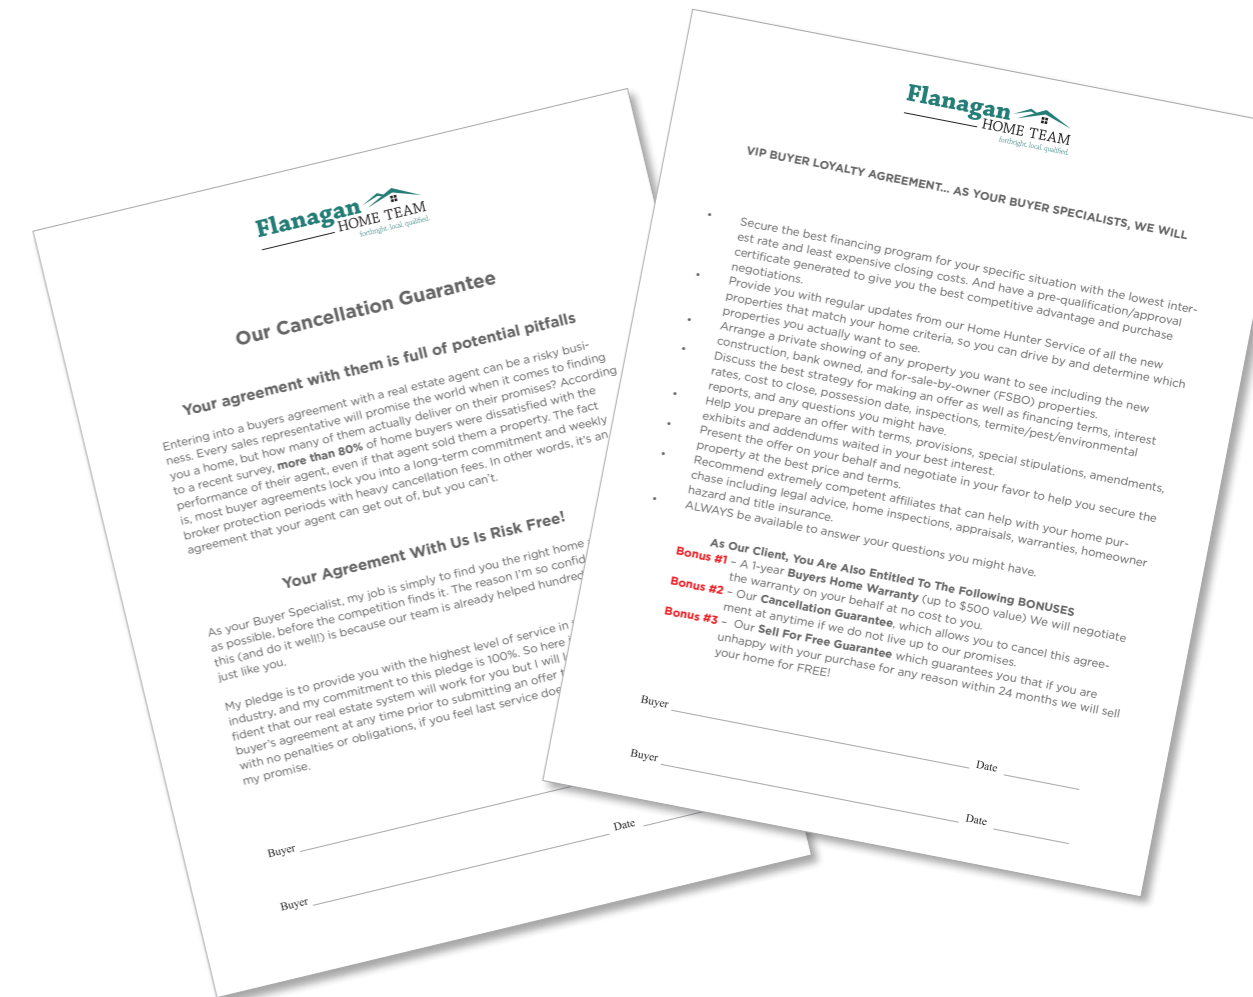 Flanagan
HOME TEAM
forthright. local. qualified.
Our Cancellation Guarantee
Your agreement with them is full of potential pitfalls
Entering into a buyers agreement with a real estate agent can be a risky busi-
ness. Every sales representative will promise the world when it comes to finding
you a home, but how many of them actually deliver on their promises? According
to a recent survey, more than 80% of home buyers were dissatisfied with the
performance of their agent, even if that agent sold them a property. The fact
is, most buyer agreements lock you into a long-term commitment and weekly
broker protection periods with heavy cancellation fees. In other words, it's an
agreement that your agent can get out of, but you can't.
Your Agreement With Us Is Risk Free!
As your Buyer Specialist, my job is simply to find you the right home
as possible, before the competition finds it. The reason I'm so confid
this (and do it well!) is because our team is already helped hundred
just like you.
My pledge is to provide you with the highest level of service in
industry, and my commitment to this pledge is 100%. So here
fident that our real estate system will work for you but I will
buyer's agreement at any time prior to submitting an offer
with no penalties or obligations, if you feel last service doe
my promise.
Buyer
Buyer Date
Flanagan
HOME TEAM
forthright. local. qualified.
VIP BUYER LOYALTY AGREEMENT... AS YOUR BUYER SPECIALISTS, WE WILL
• Secure the best financing program for your specific situation with the lowest inter-
est rate and least expensive closing costs. And have a pre-qualification/approval
certificate generated to give you the best competitive advantage and purchase
negotiations.
• Provide you with regular updates from our Home Hunter Service of all the new
properties that match your home criteria, so you can drive by and determine which
properties you actually want to see.
• Arrange a private showing of any property you want to see including the new
construction, bank owned, and for-sale-by-owner (FSBO) properties.
• Discuss the best strategy for making an offer as well as financing terms, interest
rates, cost to close, possession date, inspections, termite/pest/environmental
reports, and any questions you might have.
• Help you prepare an offer with terms, provisions, special stipulations, amendments,
exhibits and addendums waited in your best interest.
• Present the offer on your behalf and negotiate in your favor to help you secure the
property at the best price and terms.
• Recommend extremely competent affiliates that can help with your home pur-
chase including legal advice, home inspections, appraisals, warranties, homeowner
hazard and title insurance.
• ALWAYS be available to answer your questions you might have.
As Our Client, You Are Also Entitled To The Following BONUSES
Bonus #1 – A 1-year Buyers Home Warranty (up to $500 value) We will negotiate
the warranty on your behalf at no cost to you.
Bonus #2 – Our Cancellation Guarantee, which allows you to cancel this agree-
ment at anytime if we do not live up to our promises.
Bonus #3 – Our Sell For Free Guarantee which guarantees you that if you are
unhappy with your purchase for any reason within 24 months we will sell
your home for FREE!
Buyer Date
Buyer Date